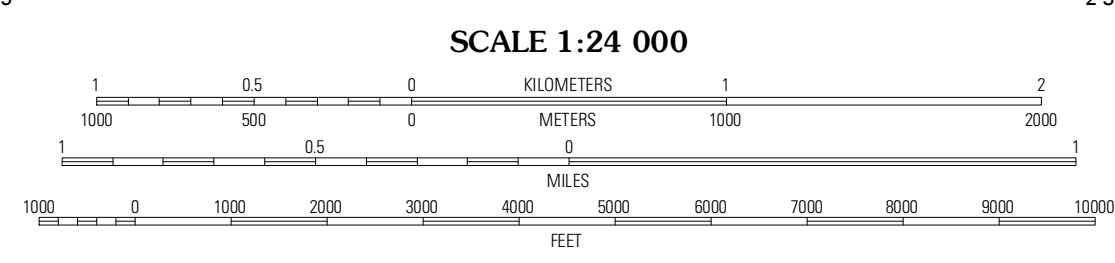 SCALE 1:24 000
1 0.5 0 KILOMETERS 1 2
1000 500 0 METERS 1000 2000
1 0.5 0 1
MILES
1000 0 1000 2000 3000 4000 5000 6000 7000 8000 9000 10000
FEET